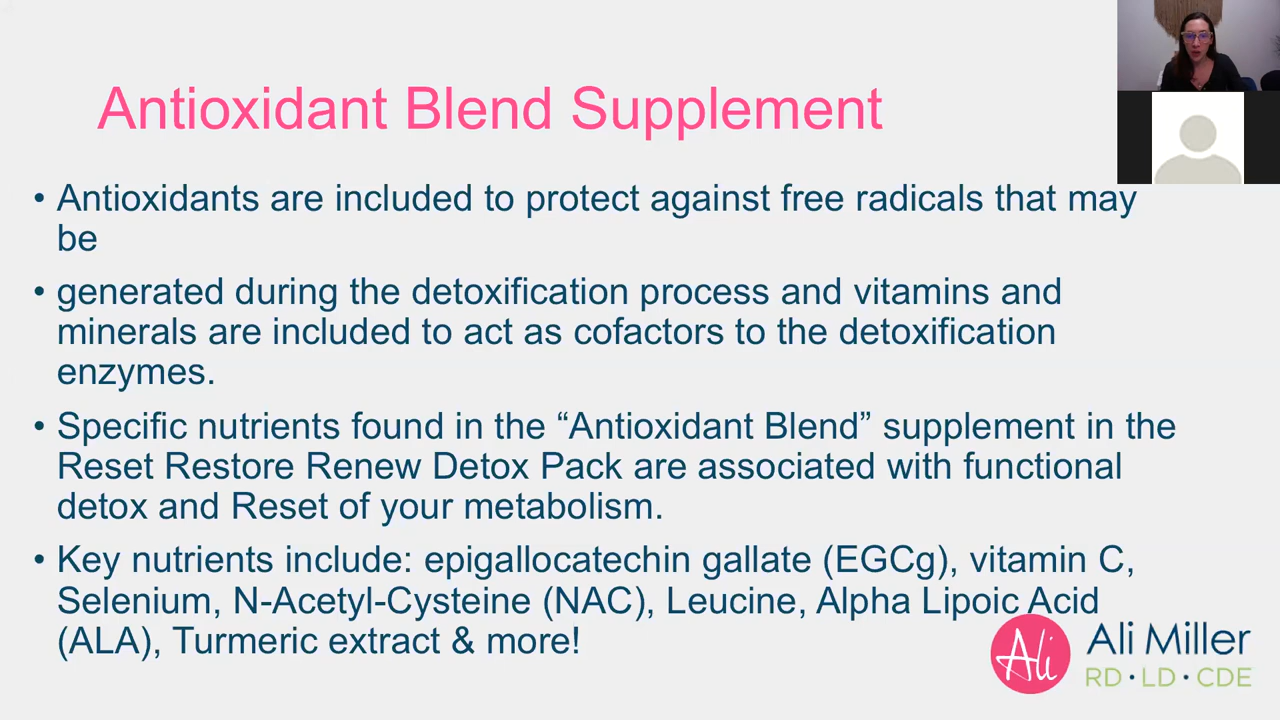 Antioxidant Blend Supplement
• Antioxidants are included to protect against free radicals that may
be
• generated during the detoxification process and vitamins and
minerals are included to act as cofactors to the detoxification
enzymes.
• Specific nutrients found in the “Antioxidant Blend” supplement in the
Reset Restore Renew Detox Pack are associated with functional
detox and Reset of your metabolism.
• Key nutrients include: epigallocatechin gallate (EGCg), vitamin C,
Selenium, N-Acetyl-Cysteine (NAC), Leucine, Alpha Lipoic Acid
(ALA), Turmeric extract & more!
Ali
Ali Miller
RD • LD • CDE